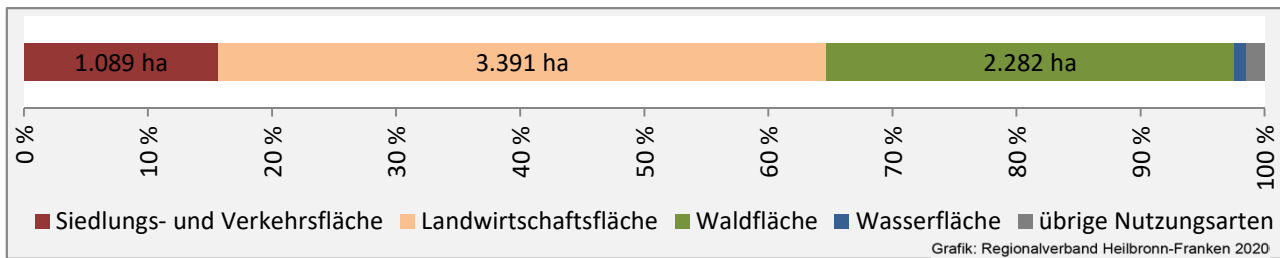 1.089 ha 3.391 ha 2.282 ha
0 % 10 % 20 % 30 % 40 % 50 % 60 % 70 % 80 % 90 % 100 %
Siedlungs- und Verkehrsfläche Landwirtschaftsfläche Waldfläche Wasserfläche übrige Nutzungsarten
Grafik: Regionalverband Heilbronn-Franken 2020